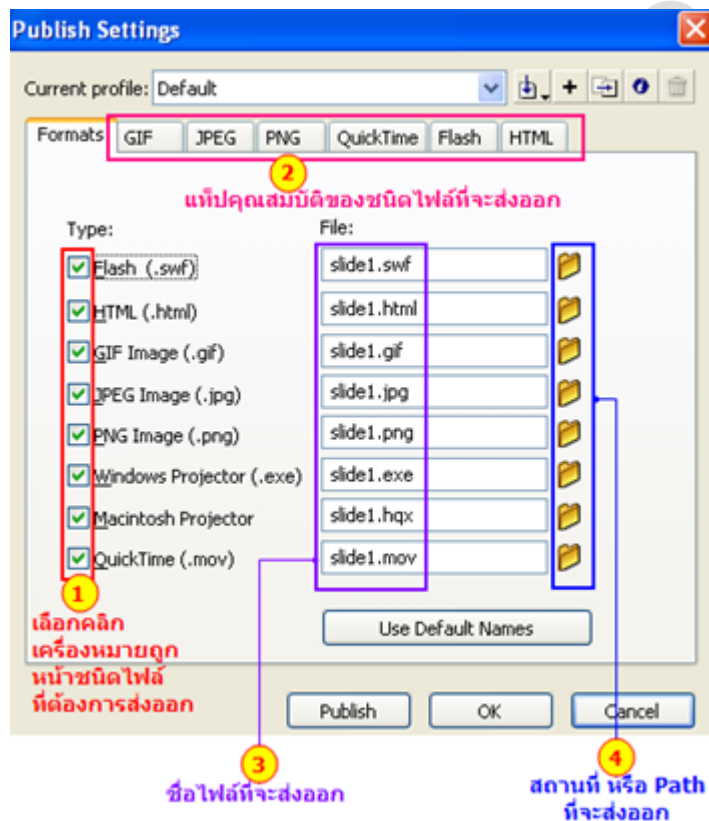 Publish Settings
Current profile: Default
Formats GIF JPEG PNG QuickTime Flash HTML
2
แท็ปคุณสมบัติของชนิดไฟล์ที่จะส่งออก
Type: File:
Flash (.swf) slide1.swf
HTML (.html) slide1.html
GIF Image (.gif) slide1.gif
JPEG Image (.jpg) slide1.jpg
PNG Image (.png) slide1.png
Windows Projector (.exe) slide1.exe
Macintosh Projector slide1.hqx
QuickTime (.mov) slide1.mov
1
เลือกคลิก
เครื่องหมายถูก
หน้าชนิดไฟล์
ที่ต้องการส่งออก
Use Default Names
Publish OK Cancel
3
ชื่อไฟล์ที่จะส่งออก
4
สถานที่ หรือ Path
ที่จะส่งออก